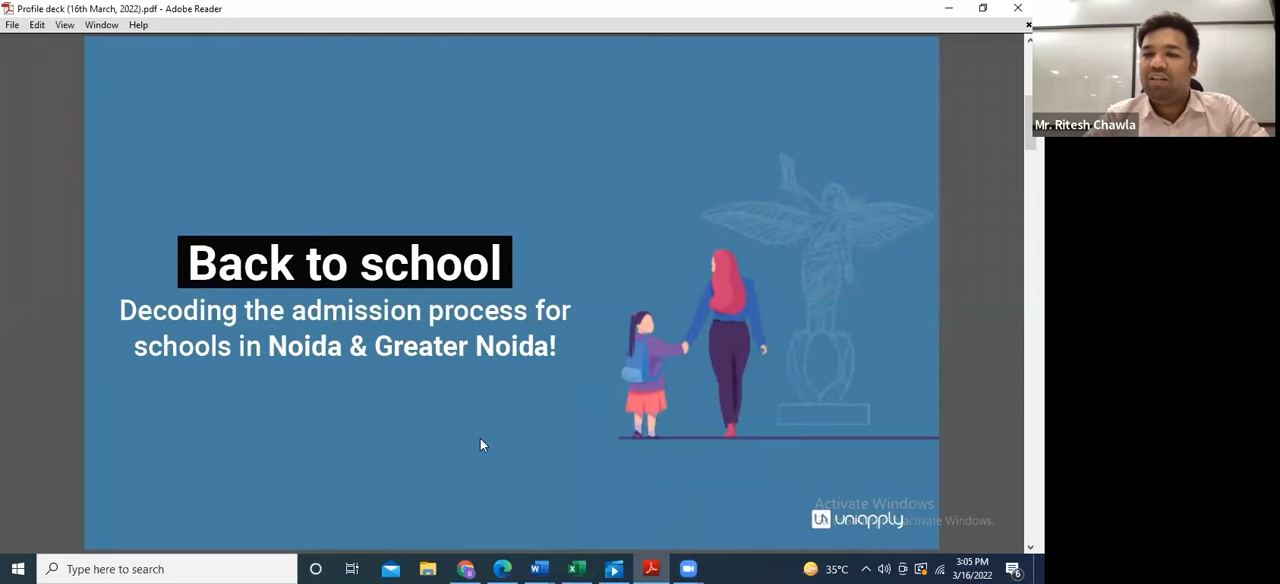 Profile deck (16th March, 2022).pdf - Adobe Reader
File Edit View Window Help
Mr. Ritesh Chawla
Back to school
Decoding the admission process for
schools in Noida & Greater Noida!
Activate Windows
uniapply
activate Windows.
Type here to search
35°C
3:05 PM
3/16/2022
6